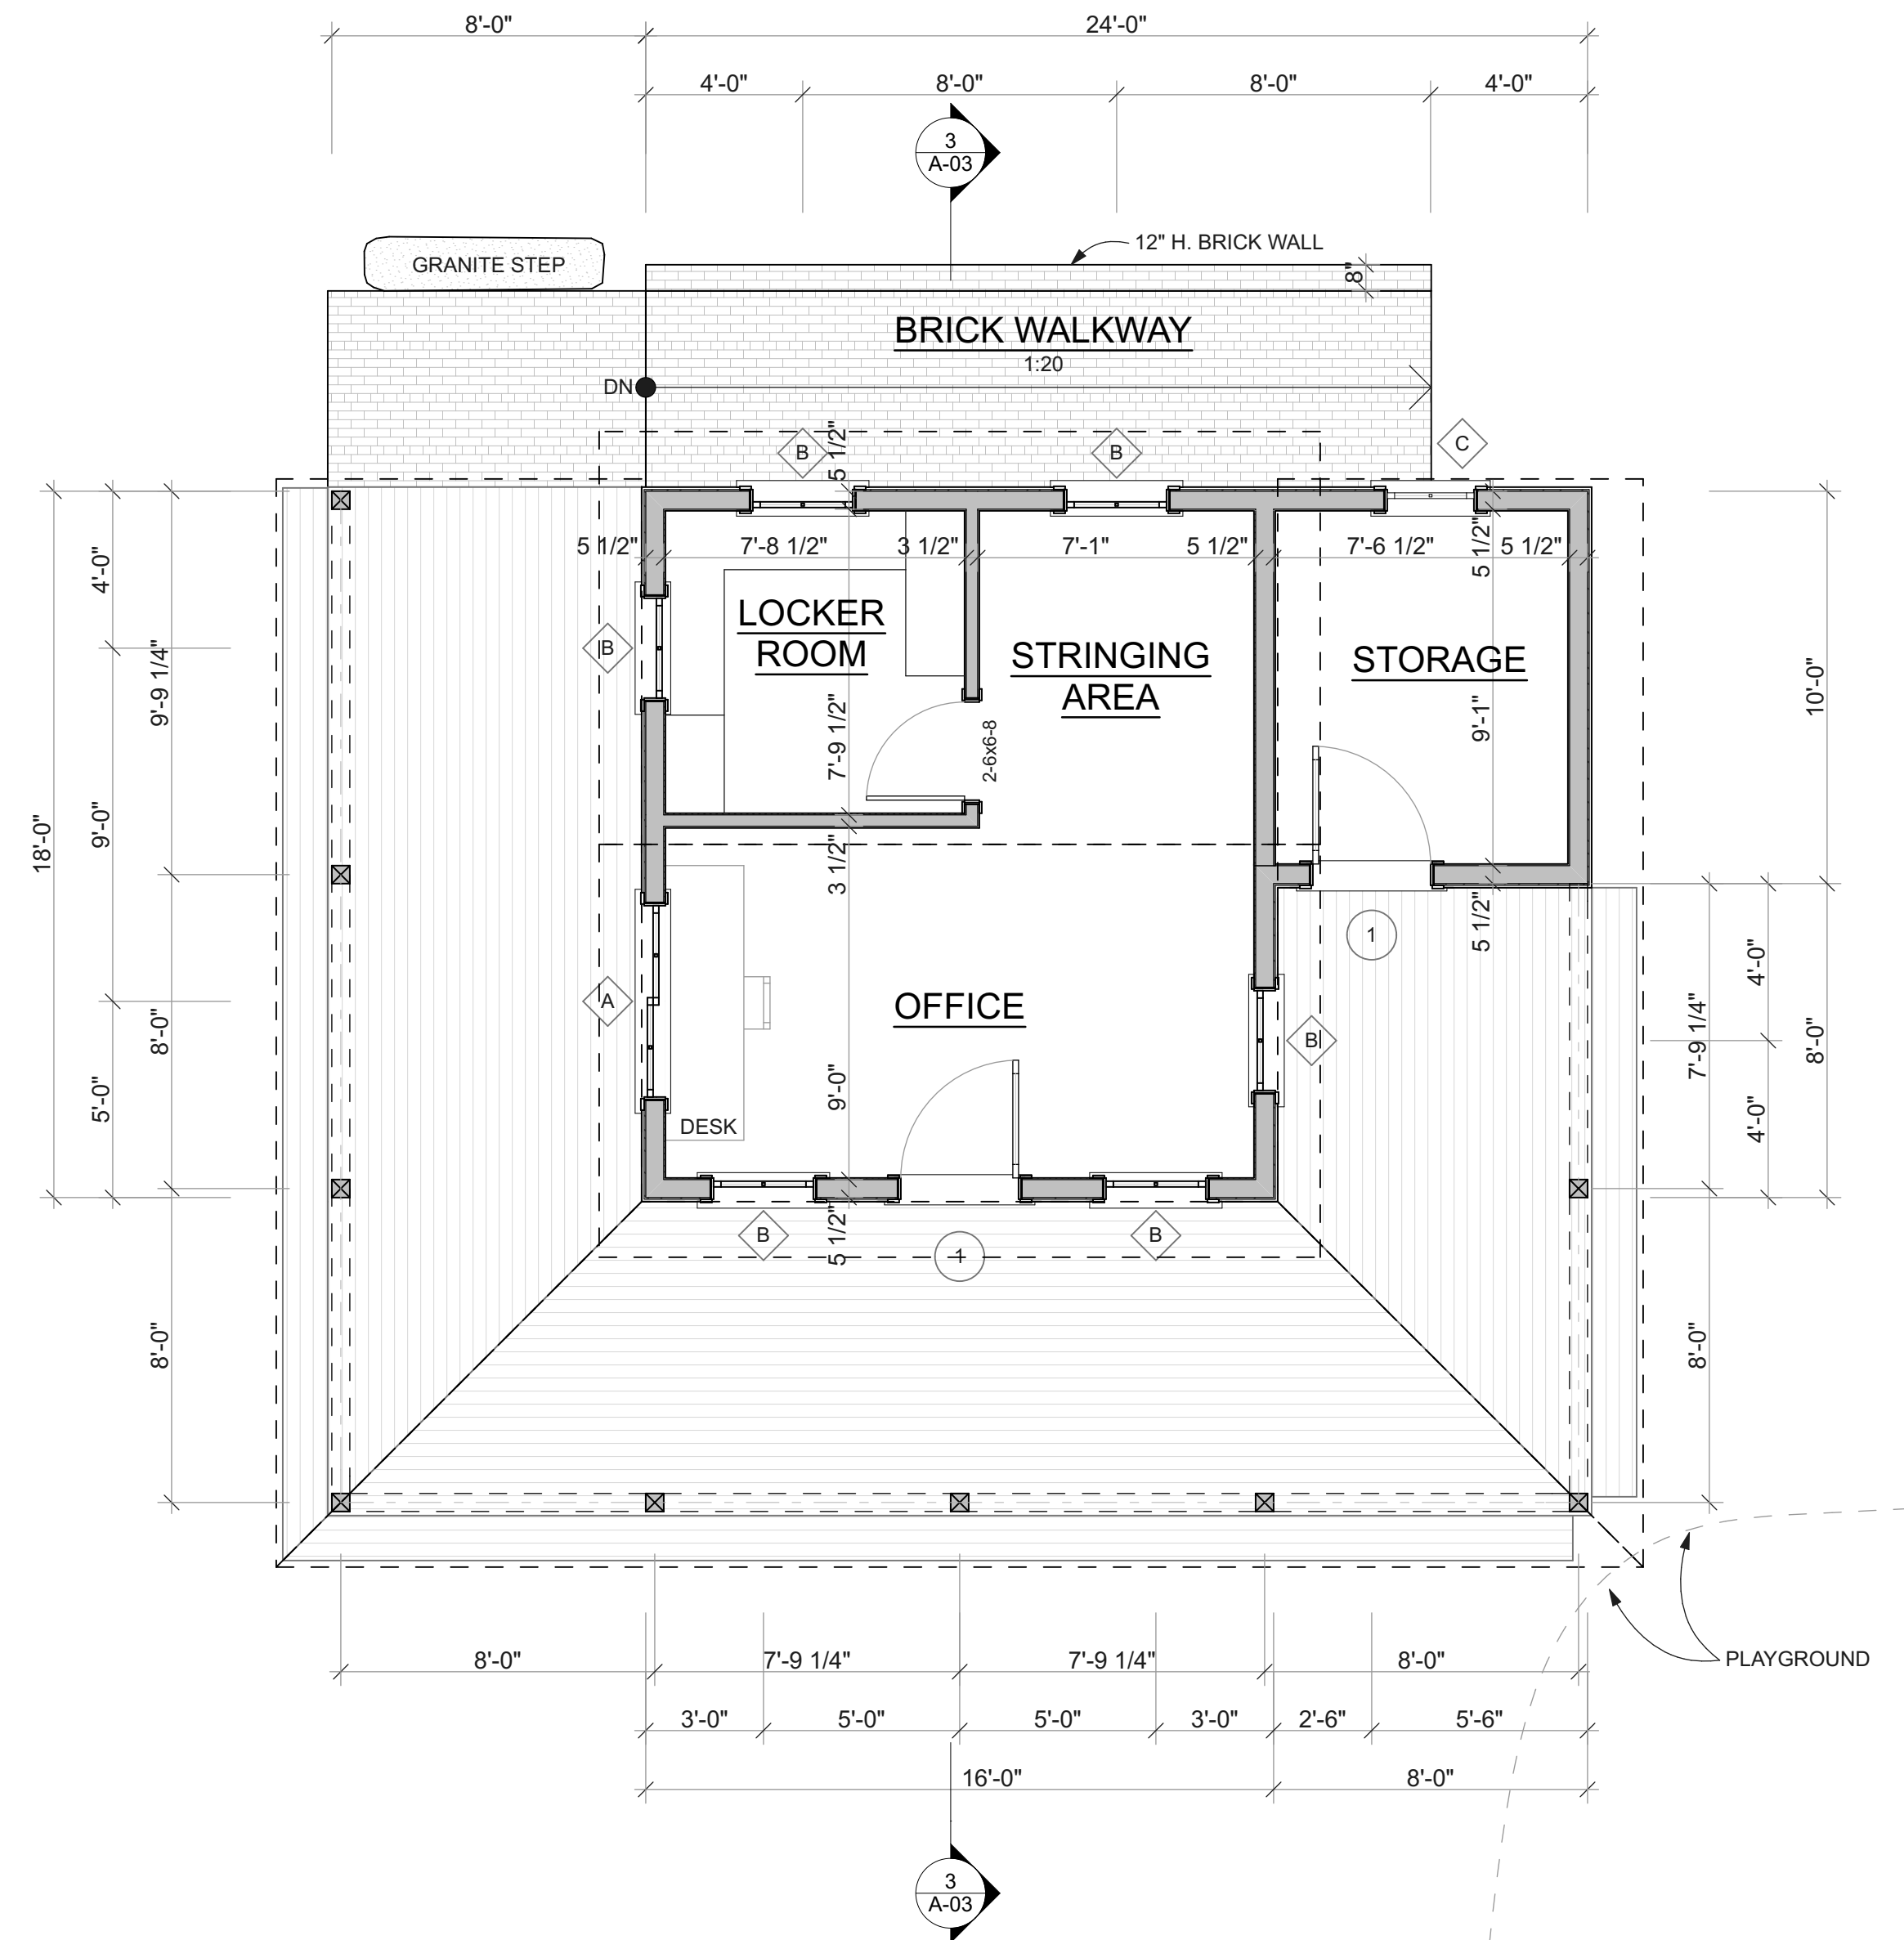 8'-0" 24'-0"
4'-0" 8'-0" 8'-0" 4'-0"
3
A-03
12" H. BRICK WALL
GRANITE STEP
8"
BRICK WALKWAY
1:20
DN
B 5 1/2" B C
5 1/2" 7'-8 1/2" 3 1/2" 7'-1" 5 1/2" 7'-6 1/2" 5 1/2"
5 1/2"
4'-0"
LOCKER
ROOM
STRINGING
AREA
STORAGE
B
9'-9 1/4"
10'-0"
7'-9 1/2"
2-6x6-8
9'-1"
18'-0"
9'-0"
3 1/2"
5 1/2"
1
4'-0"
A
OFFICE
B
8'-0"
7'-9 1/4"
8'-0"
5'-0"
9'-0"
4'-0"
DESK
B 5 1/2" 1 B
8'-0"
8'-0"
8'-0" 7'-9 1/4" 7'-9 1/4" 8'-0"
PLAYGROUND
3'-0" 5'-0" 5'-0" 3'-0" 2'-6" 5'-6"
16'-0" 8'-0"
3
A-03